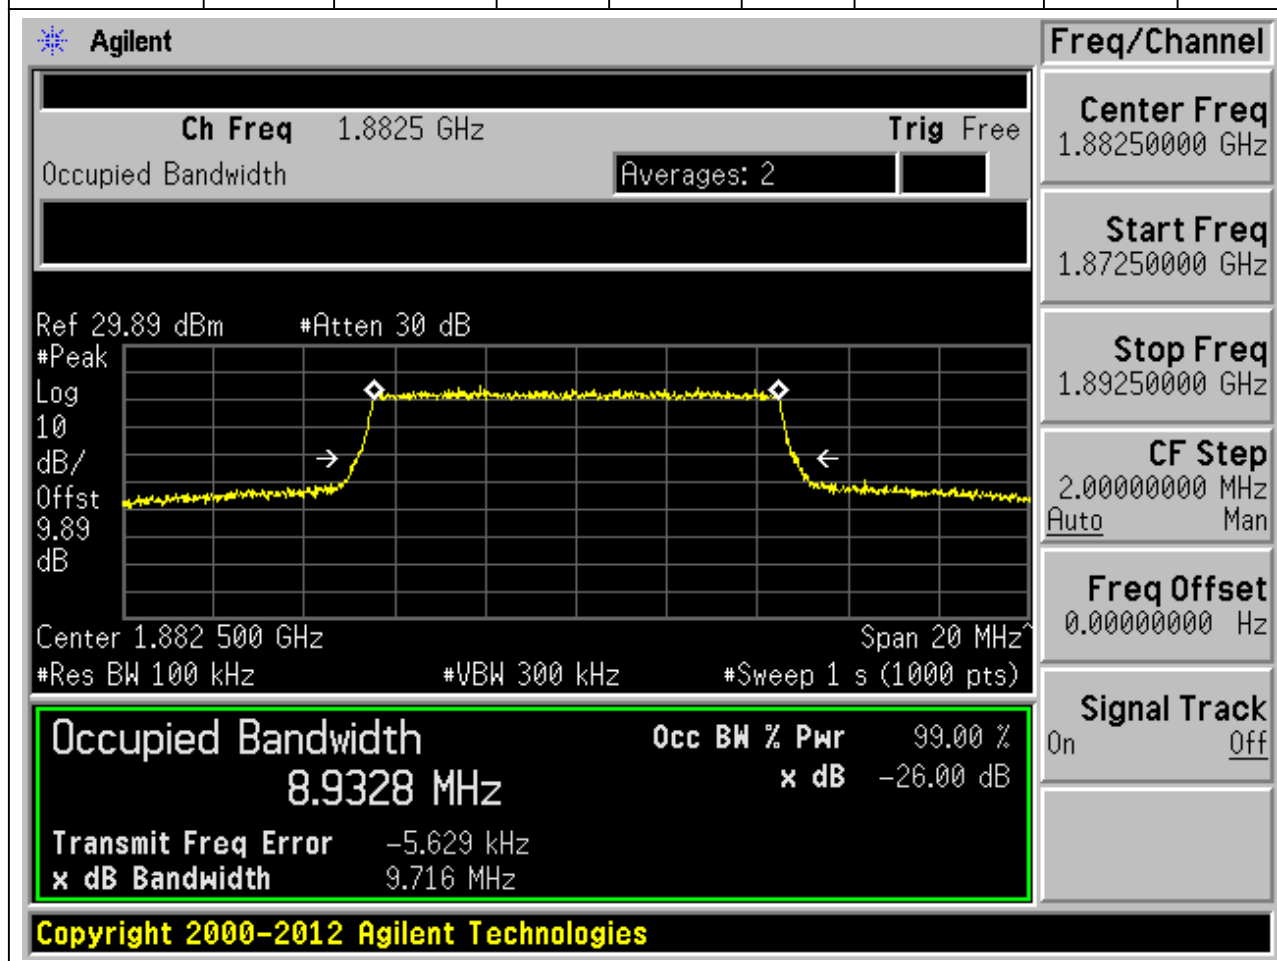 Agilent
Freq/Channel
Ch Freq 1.8825 GHz Trig Free
Occupied Bandwidth Averages: 2
Center Freq
1.88250000 GHz
Start Freq
1.87250000 GHz
Stop Freq
1.89250000 GHz
CF Step
2.00000000 MHz
Auto Man
Freq Offset
0.00000000 Hz
Signal Track
On Off
Ref 29.89 dBm #Atten 30 dB
#Peak
Log
10
dB/
Offst
9.89
dB
Center 1.882 500 GHz Span 20 MHz^
#Res BW 100 kHz #VBW 300 kHz #Sweep 1 s (1000 pts)
Occupied Bandwidth
8.9328 MHz
Occ BW % Pwr 99.00 %
x dB -26.00 dB
Transmit Freq Error -5.629 kHz
x dB Bandwidth 9.716 MHz
Copyright 2000-2012 Agilent Technologies